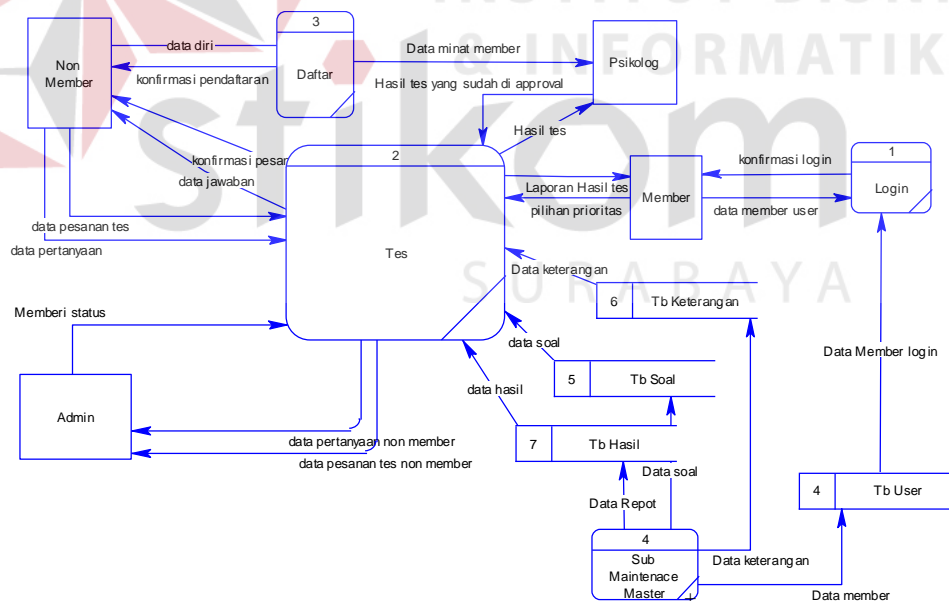 INSTITUT BISNIS
& INFORMATIK
stikom
SURABAYA
3
Daftar
Non
Member
data diri
konfirmasi pendaftaran
Data minat member
Hasil tes yang sudah di approval
Psikolog
Hasil tes
konfirmasi pesar
data jawaban
2
Tes
data pesanan tes
data pertanyaan
Laporan Hasil tes
pilihan prioritas
Member
konfirmasi login
data member user
1
Login
Data keterangan
6
Tb Keterangan
Memberi status
data soal
Data Member login
5
Tb Soal
data hasil
Admin
7
Tb Hasil
data pertanyaan non member
data pesanan tes non member
Data soal
4
Tb User
Data Repot
4
Sub
Maintenace
Master
Data keterangan
Data member